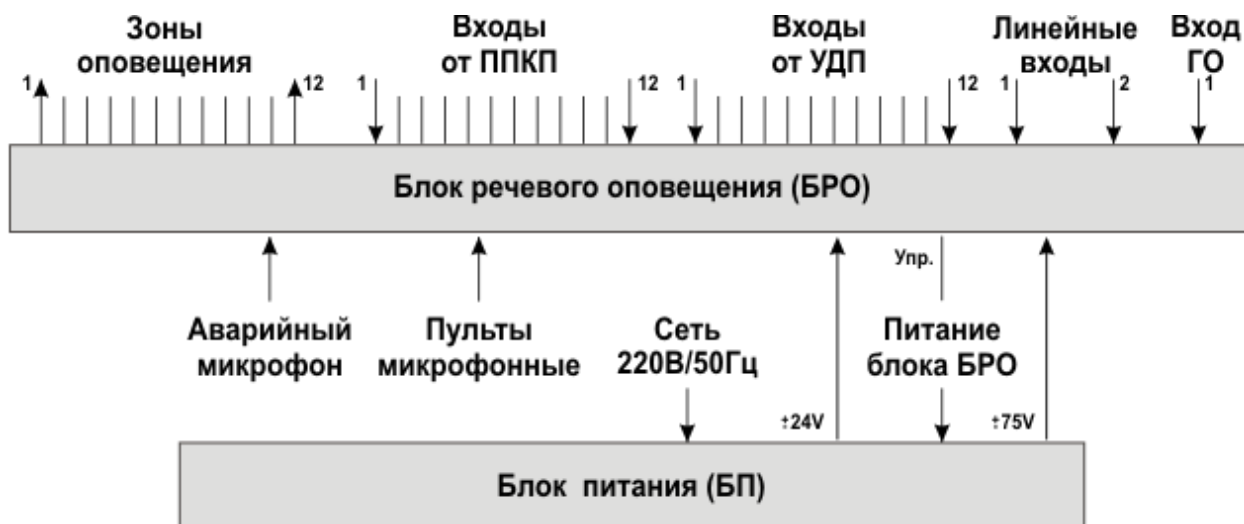 Зоны оповещения
Входы от ППКП
Входы от УДП
Линейные входы
Вход ГО
1 12 1 12 1 12 1 2 1
Блок речевого оповещения (БРО)
Упр.
Аварийный микрофон
Пульты микрофонные
Сеть 220В/50Гц
Питание блока БРО
+24V
+75V
Блок питания (БП)